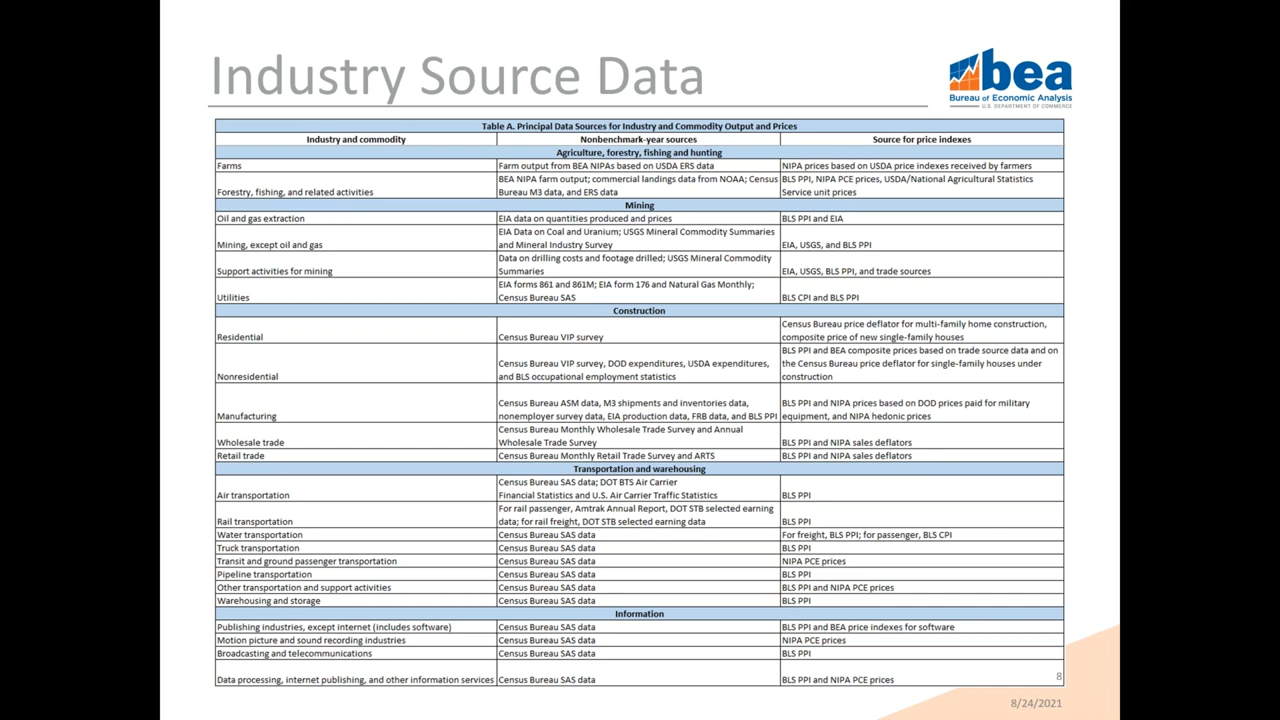 Industry Source Data
bea
Bureau of Economic Analysis
U.S. DEPARTMENT OF COMMERCE
Table A. Principal Data Sources for Industry and Commodity Output and Prices
Industry and commodity Nonbenchmark-year sources Source for price indexes
Agriculture, forestry, fishing and hunting
Farms Farm output from BEA NIPAs based on USDA ERS data NIPA prices based on USDA price indexes received by farmers
BEA NIPA farm output; commercial landings data from NOAA; Census BLS PPI, NIPA PCE prices, USDA/National Agricultural Statistics
Forestry, fishing, and related activities Bureau M3 data, and ERS data Service unit prices
Mining
Oil and gas extraction EIA data on quantities produced and prices BLS PPI and EIA
EIA Data on Coal and Uranium; USGS Mineral Commodity Summaries
Mining, except oil and gas and Mineral Industry Survey EIA, USGS, and BLS PPI
Data on drilling costs and footage drilled; USGS Mineral Commodity
Support activities for mining Summaries EIA, USGS, BLS PPI, and trade sources
EIA forms 861 and 861M; EIA form 176 and Natural Gas Monthly;
Utilities Census Bureau SAS BLS CPI and BLS PPI
Construction
Census Bureau price deflator for multi-family home construction,
Residential Census Bureau VIP survey composite price of new single-family houses
BLS PPI and BEA composite prices based on trade source data and on
Census Bureau VIP survey, DOD expenditures, USDA expenditures, the Census Bureau price deflator for single-family houses under
Nonresidential and BLS occupational employment statistics construction
Census Bureau ASM data, M3 shipments and inventories data, BLS PPI and NIPA prices based on DOD prices paid for military
Manufacturing nonemployer survey data, EIA production data, FRB data, and BLS PPI equipment, and NIPA hedonic prices
Census Bureau Monthly Wholesale Trade Survey and Annual
Wholesale trade Wholesale Trade Survey BLS PPI and NIPA sales deflators
Retail trade Census Bureau Monthly Retail Trade Survey and ARTS BLS PPI and NIPA sales deflators
Transportation and warehousing
Census Bureau SAS data; DOT BTS Air Carrier
Air transportation Financial Statistics and U.S. Air Carrier Traffic Statistics BLS PPI
For rail passenger, Amtrak Annual Report, DOT STB selected earning
Rail transportation data; for rail freight, DOT STB selected earning data BLS PPI
Water transportation Census Bureau SAS data For freight, BLS PPI; for passenger, BLS CPI
Truck transportation Census Bureau SAS data BLS PPI
Transit and ground passenger transportation Census Bureau SAS data NIPA PCE prices
Pipeline transportation Census Bureau SAS data BLS PPI
Other transportation and support activities Census Bureau SAS data BLS PPI and NIPA PCE prices
Warehousing and storage Census Bureau SAS data BLS PPI
Information
Publishing industries, except internet (includes software) Census Bureau SAS data BLS PPI and BEA price indexes for software
Motion picture and sound recording industries Census Bureau SAS data NIPA PCE prices
Broadcasting and telecommunications Census Bureau SAS data BLS PPI
Data processing, internet publishing, and other information services Census Bureau SAS data BLS PPI and NIPA PCE prices
8
8/24/2021